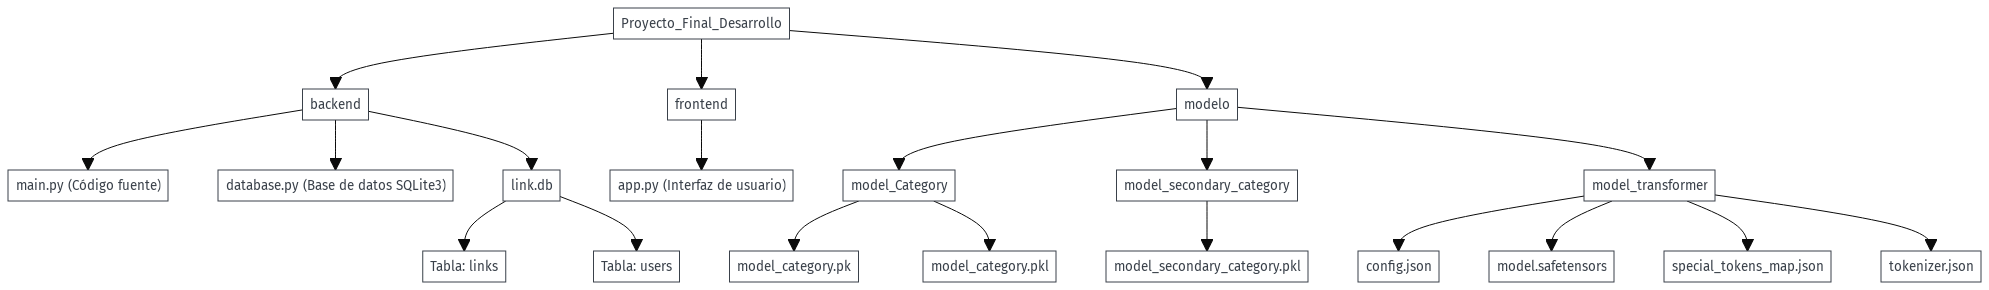 Proyecto_Final_Desarrollo
backend
frontend
modelo
main.py (Código fuente)
database.py (Base de datos SQLite3)
link.db
app.py (Interfaz de usuario)
model_Category
model_secondary_category
model_transformer
Tabla: links
Tabla: users
model_category.pk
model_category.pkl
model_secondary_category.pkl
config.json
model.safetensors
special_tokens_map.json
tokenizer.json